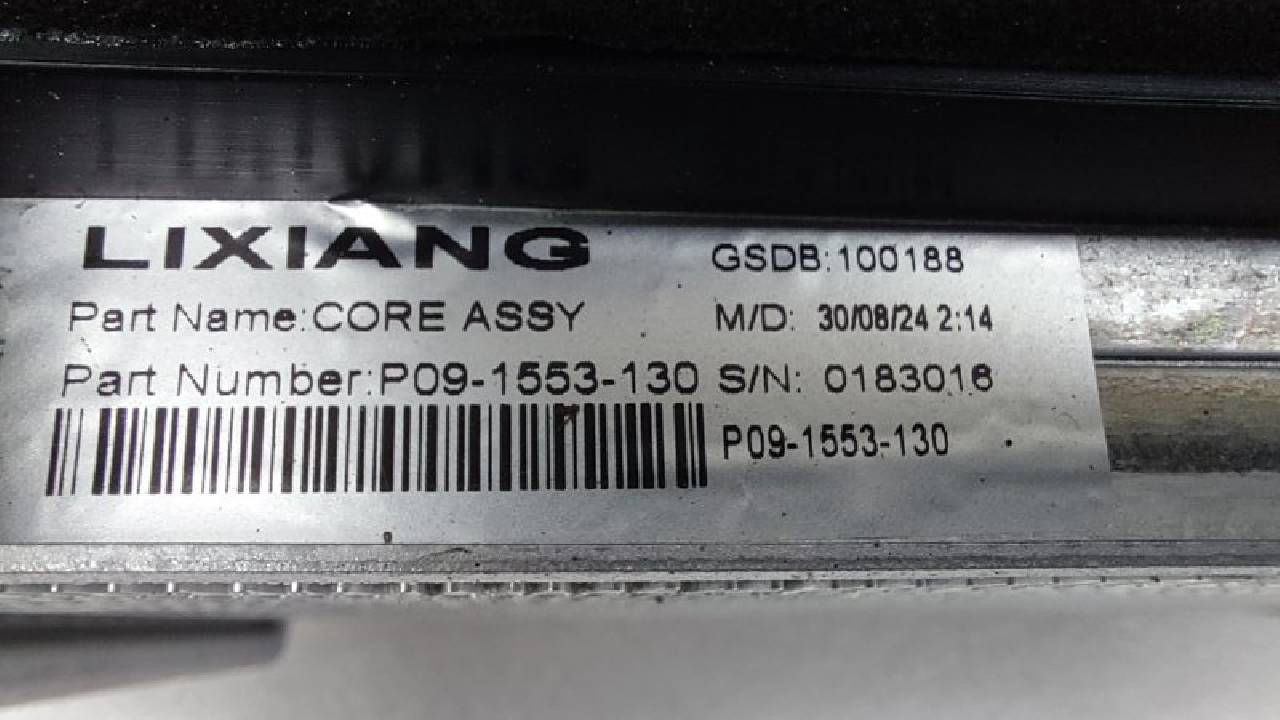 LIXIANG GSDB:100188
Part Name:CORE ASSY M/D: 30/08/24 2:14
Part Number:P09-1553-130 S/N: 0183016
P09-1553-130